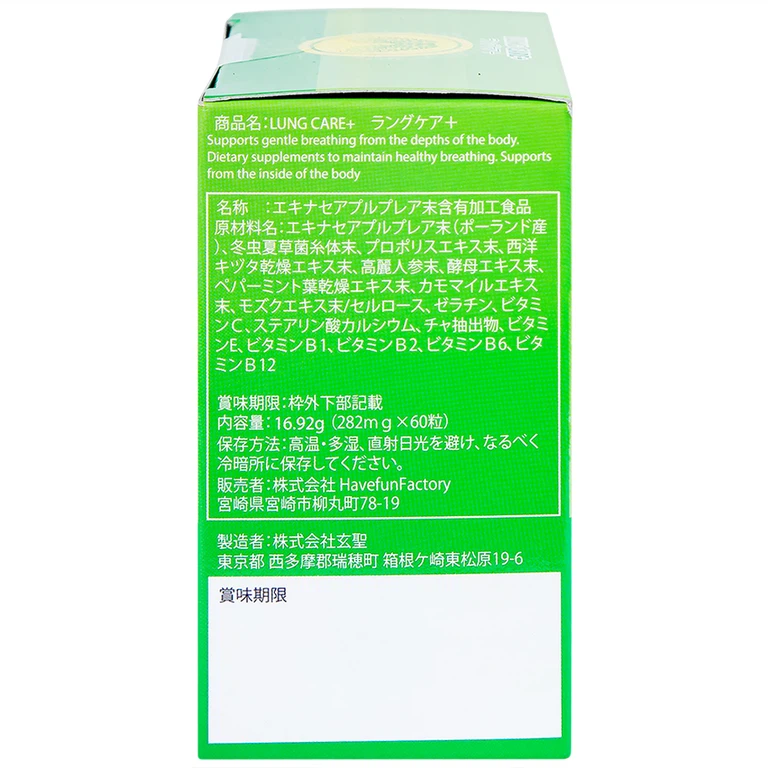 商品名：LUNG CARE+　ラングケア＋
Supports gentle breathing from the depths of the body.
Dietary supplements to maintain healthy breathing. Supports
from the inside of the body
名称　：エキナセアプルプレア末含有加工食品
原材料名：エキナセアプルプレア末（ポーランド産
）、冬虫夏草菌糸体末、プロポリスエキス末、西洋
キヅタ乾燥エキス末、高麗人参末、酵母エキス末、
ペパーミント葉乾燥エキス末、カモマイルエキス
末、モズクエキス末/セルロース、ゼラチン、ビタミ
ンC、ステアリン酸カルシウム、チャ抽出物、ビタミ
ンE、ビタミンB1、ビタミンB2、ビタミンB6、ビタ
ミンB12
賞味期限：枠外下部記載
内容量：16.92g（282mg×60粒）
保存方法：高温・多湿、直射日光を避け、なるべく
冷暗所に保存してください。
販売者：株式会社 HavefunFactory
宮崎県宮崎市柳丸町78-19
製造者：株式会社玄聖
東京都 西多摩郡瑞穂町 箱根ケ崎東松原19-6
賞味期限